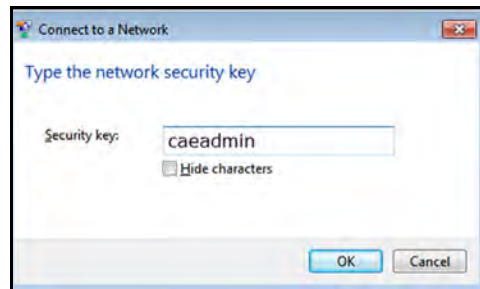 Connect to a Network
Type the network security key
Security key: caeadmin
Hide characters
OK Cancel